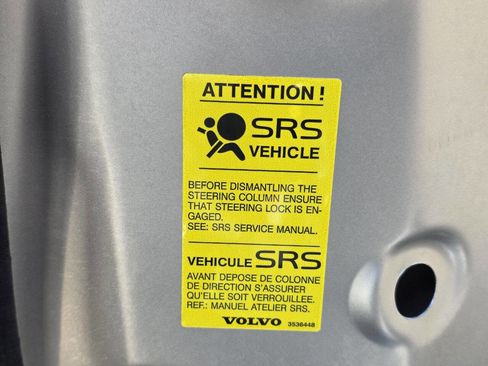 ATTENTION !
SRS
VEHICLE
BEFORE DISMANTLING THE
STEERING COLUMN ENSURE
THAT STEERING LOCK IS EN-
GAGED.
SEE: SRS SERVICE MANUAL.
VEHICULE SRS
AVANT DEPOSE DE COLONNE
DE DIRECTION S'ASSURER
QU'ELLE SOIT VERROUILLEE.
REF.: MANUEL ATELIER SRS.
VOLVO 3536448